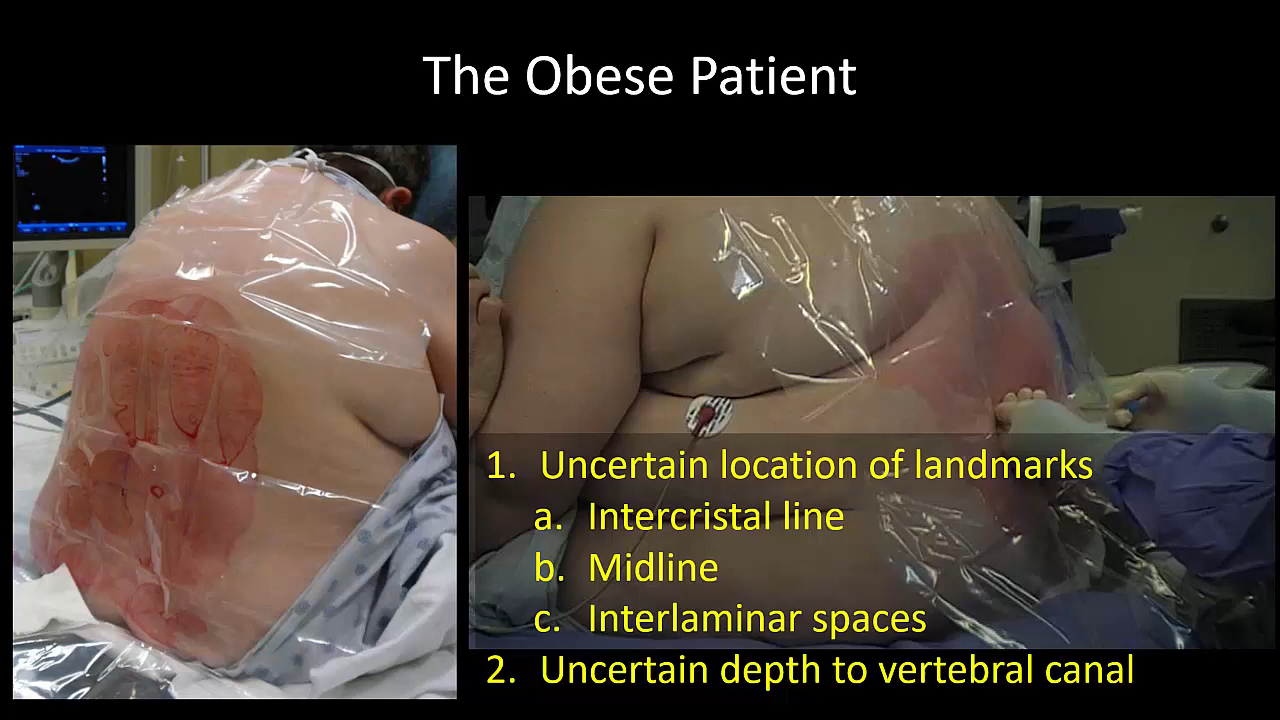 The Obese Patient
1. Uncertain location of landmarks
a. Intercristal line
b. Midline
c. Interlaminar spaces
2. Uncertain depth to vertebral canal